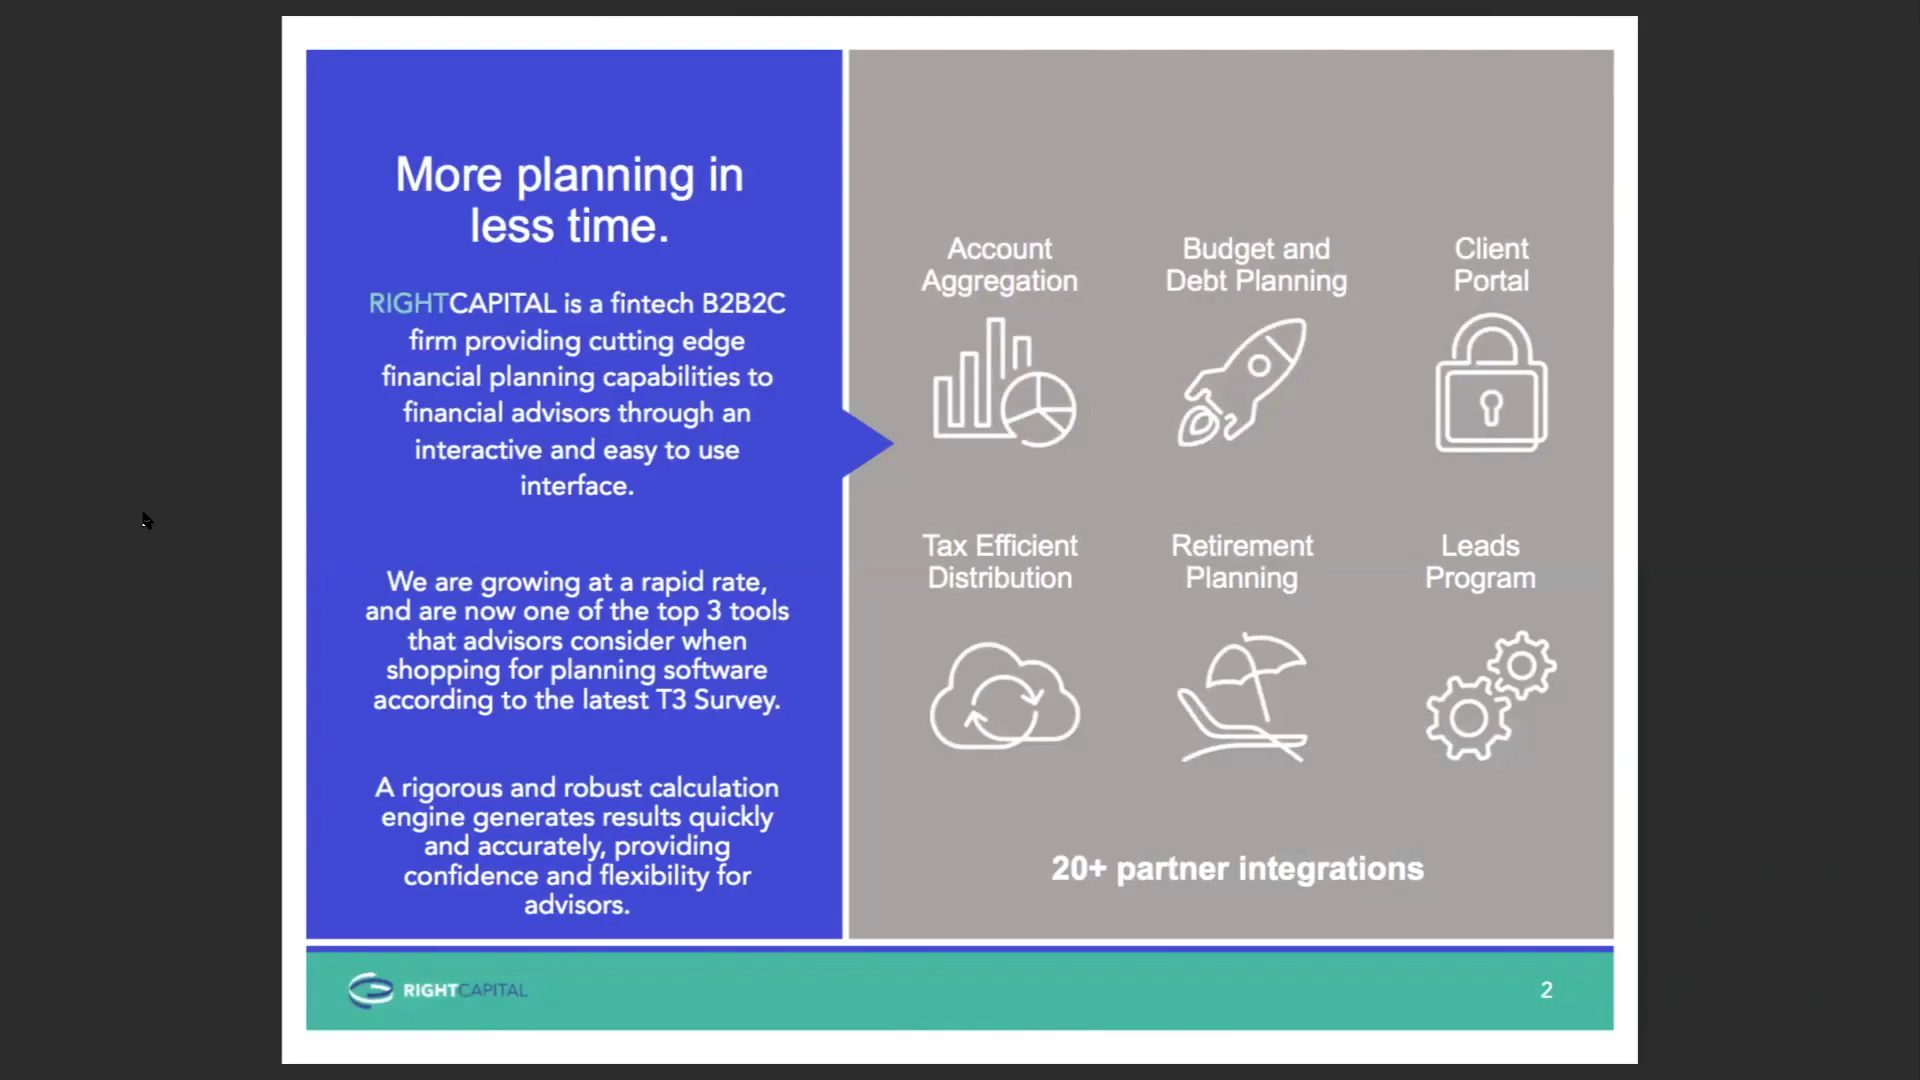 More planning in
less time.
RIGHTCAPITAL is a fintech B2B2C
firm providing cutting edge
financial planning capabilities to
financial advisors through an
interactive and easy to use
interface.
We are growing at a rapid rate,
and are now one of the top 3 tools
that advisors consider when
shopping for planning software
according to the latest T3 Survey.
A rigorous and robust calculation
engine generates results quickly
and accurately, providing
confidence and flexibility for
advisors.
Account
Aggregation
Budget and
Debt Planning
Client
Portal
Tax Efficient
Distribution
Retirement
Planning
Leads
Program
20+ partner integrations
RIGHTCAPITAL
2